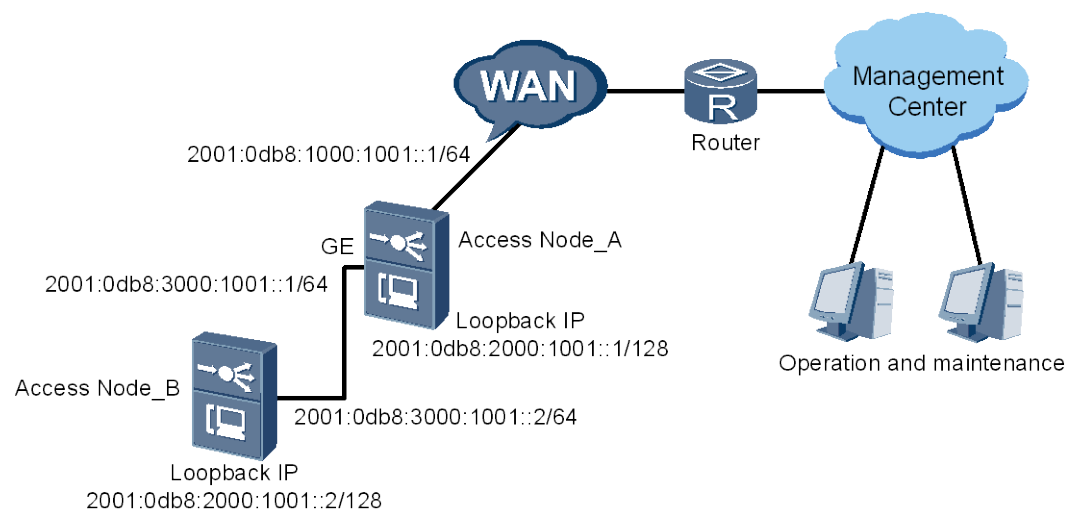 WAN
Management
Center
R
Router
2001:0db8:1000:1001::1/64
GE
Access Node_A
2001:0db8:3000:1001::1/64
Loopback IP
2001:0db8:2000:1001::1/128
Operation and maintenance
Access Node_B
2001:0db8:3000:1001::2/64
Loopback IP
2001:0db8:2000:1001::2/128